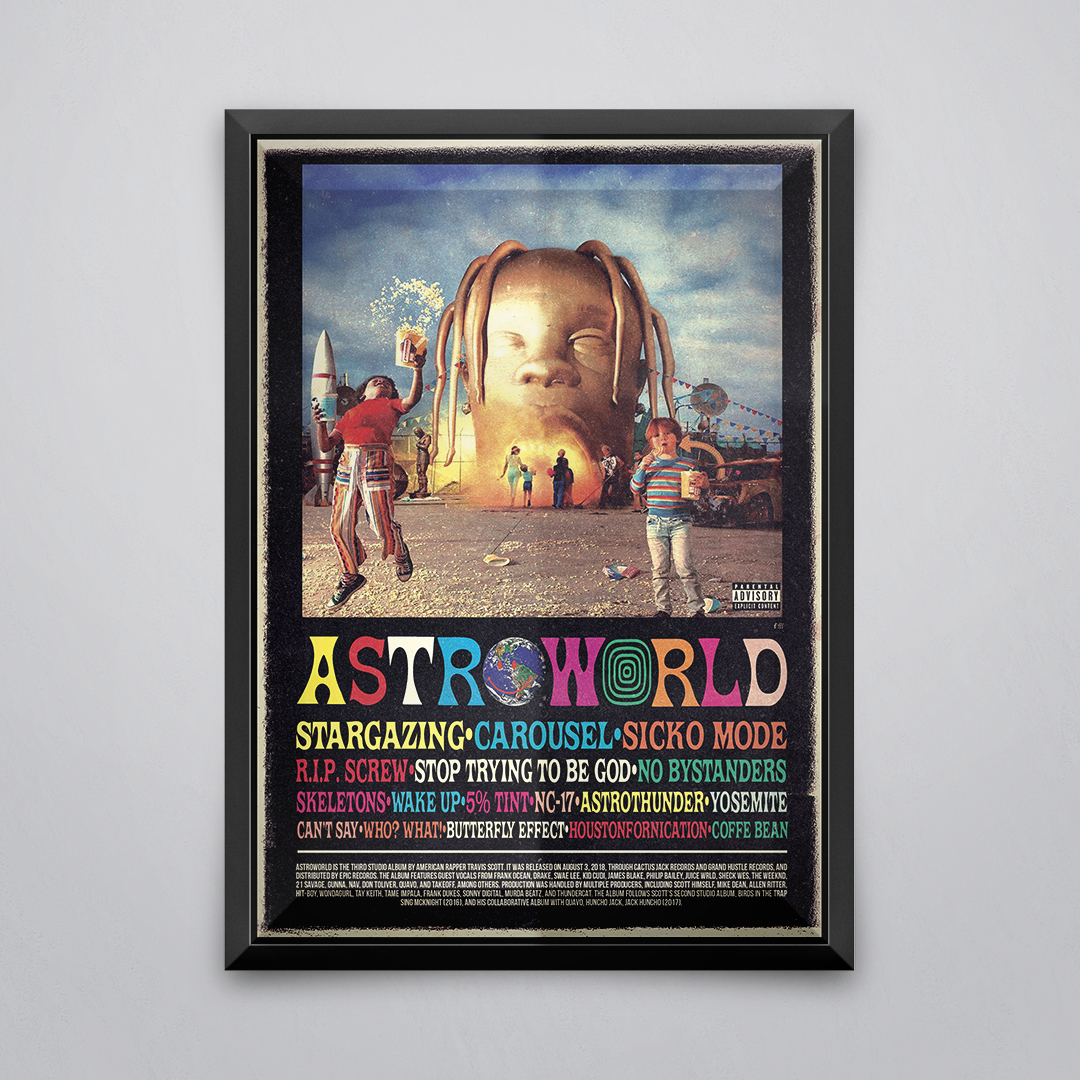 PARENTAL
ADVISORY
EXPLICIT CONTENT
ASTROWORLD
STARGAZING•CAROUSEL•SICKO MODE
R.I.P. SCREW•STOP TRYING TO BE GOD•NO BYSTANDERS
SKELETONS•WAKE UP•5% TINT•NC-17•ASTROTHUNDER•YOSEMITE
CAN'T SAY•WHO? WHAT!•BUTTERFLY EFFECT•HOUSTONFORNICATION•COFFE BEAN
ASTROWORLD IS THE THIRD STUDIO ALBUM BY AMERICAN RAPPER TRAVIS SCOTT. IT WAS RELEASED ON AUGUST 3, 2018, THROUGH CACTUS JACK RECORDS AND GRAND HUSTLE RECORDS, AND
DISTRIBUTED BY EPIC RECORDS. THE ALBUM FEATURES GUEST VOCALS FROM FRANK OCEAN, DRAKE, SWAE LEE, KID CUDI, JAMES BLAKE, PHILIP BAILEY, JUICE WRLD, SHECK WES, THE WEEKND,
21 SAVAGE, GUNNA, NAV, DON TOLIVER, QUAVO, AND TAKEOFF, AMONG OTHERS. PRODUCTION WAS HANDLED BY MULTIPLE PRODUCERS, INCLUDING SCOTT HIMSELF, MIKE DEAN, ALLEN RITTER,
HIT-BOY, WONDAGURL, TAY KEITH, TAME IMPALA, FRANK DUKES, SONNY DIGITAL, MURDA BEATZ, AND THUNDERCAT. THE ALBUM FOLLOWS SCOTT'S SECOND STUDIO ALBUM, BIRDS IN THE TRAP
SING MCKNIGHT (2016), AND HIS COLLABORATIVE ALBUM WITH QUAVO, HUNCHO JACK, JACK HUNCHO (2017).